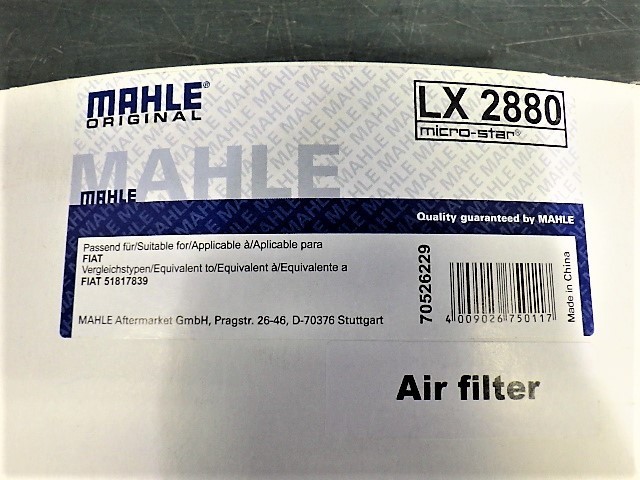 MAHLE®
ORIGINAL
LX 2880
micro-star®
MAHLE
MAHLE
Quality guaranteed by MAHLE
Passend für/Suitable for/Applicable à/Aplicable para
FIAT
Vergleichstypen/Equivalent to/Equivalent à/Equivalente a
FIAT 51817839
MAHLE Aftermarket GmbH, Pragstr. 26-46, D-70376 Stuttgart
70526229
4 009026 750117
Made in China
Air filter